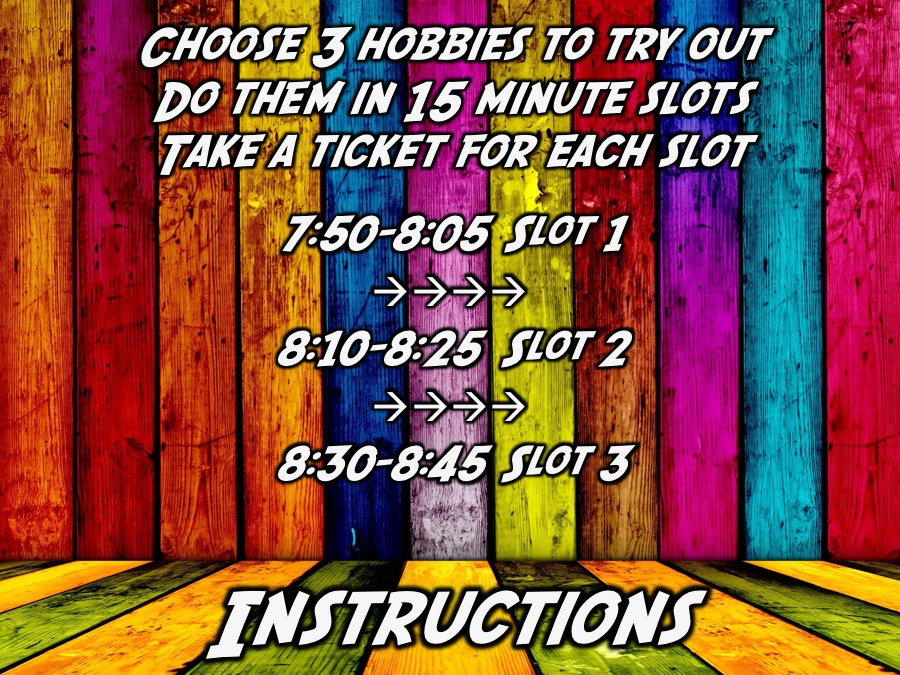 Choose 3 hobbies to try out
Do them in 15 minute slots
Take a ticket for each slot
7:50-8:05 Slot 1
→→→→
8:10-8:25 Slot 2
→→→→
8:30-8:45 Slot 3
Instructions